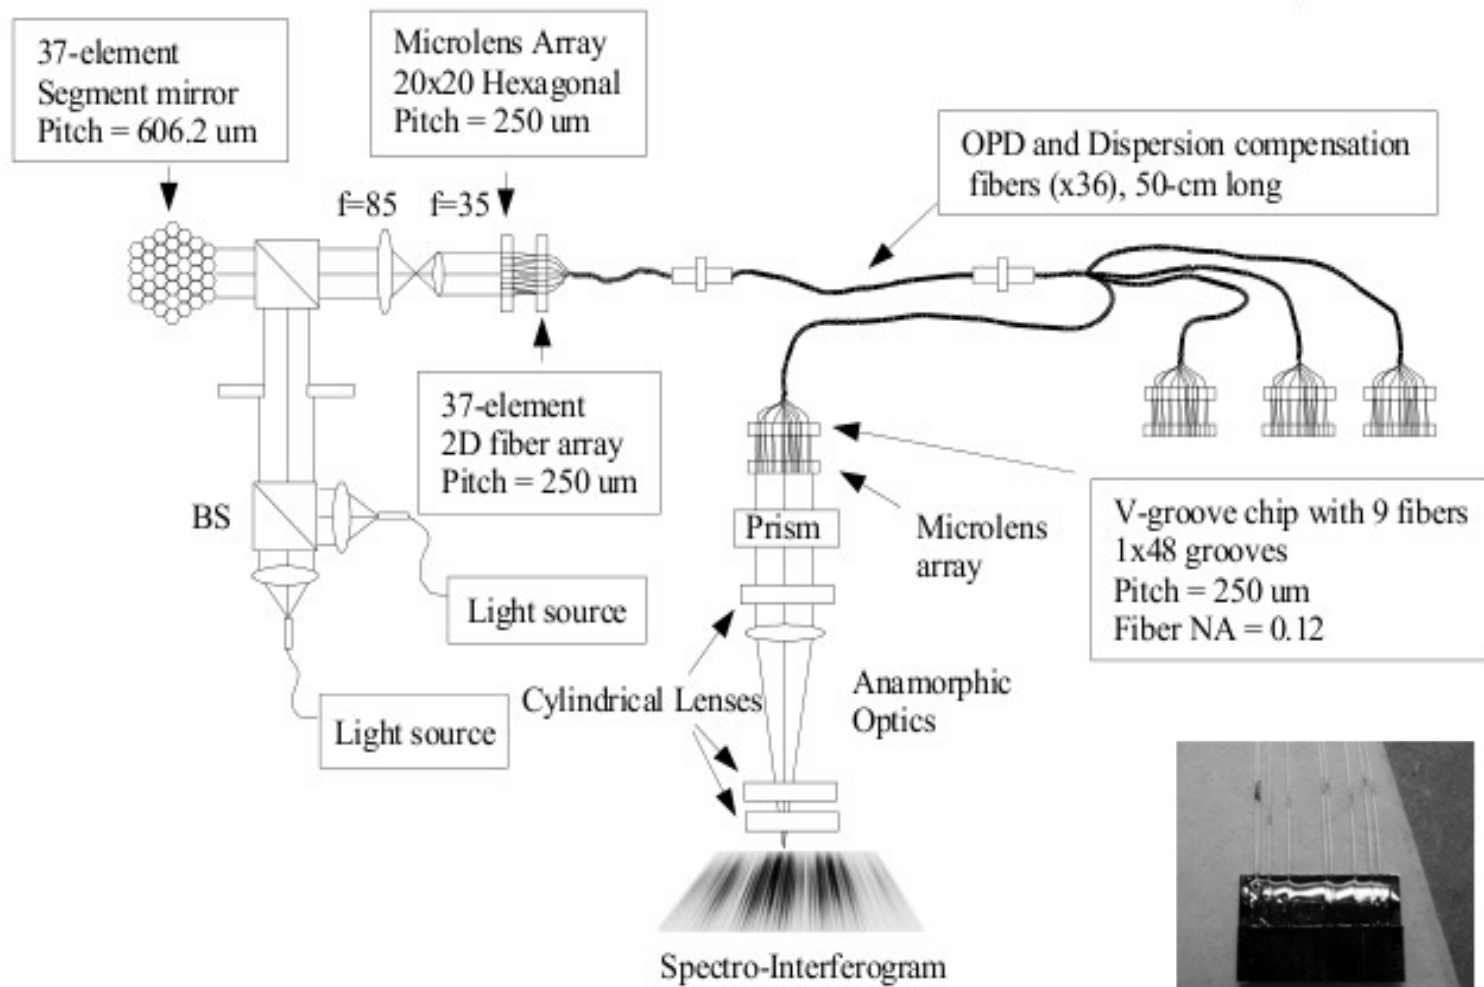 37-element
Segment mirror
Pitch = 606.2 um
Microlens Array
20x20 Hexagonal
Pitch = 250 um
OPD and Dispersion compensation
fibers (x36), 50-cm long
f=85
f=35
37-element
2D fiber array
Pitch = 250 um
BS
Prism
Microlens
array
V-groove chip with 9 fibers
1x48 grooves
Pitch = 250 um
Fiber NA = 0.12
Light source
Cylindrical Lenses
Anamorphic
Optics
Light source
Spectro-Interferogram